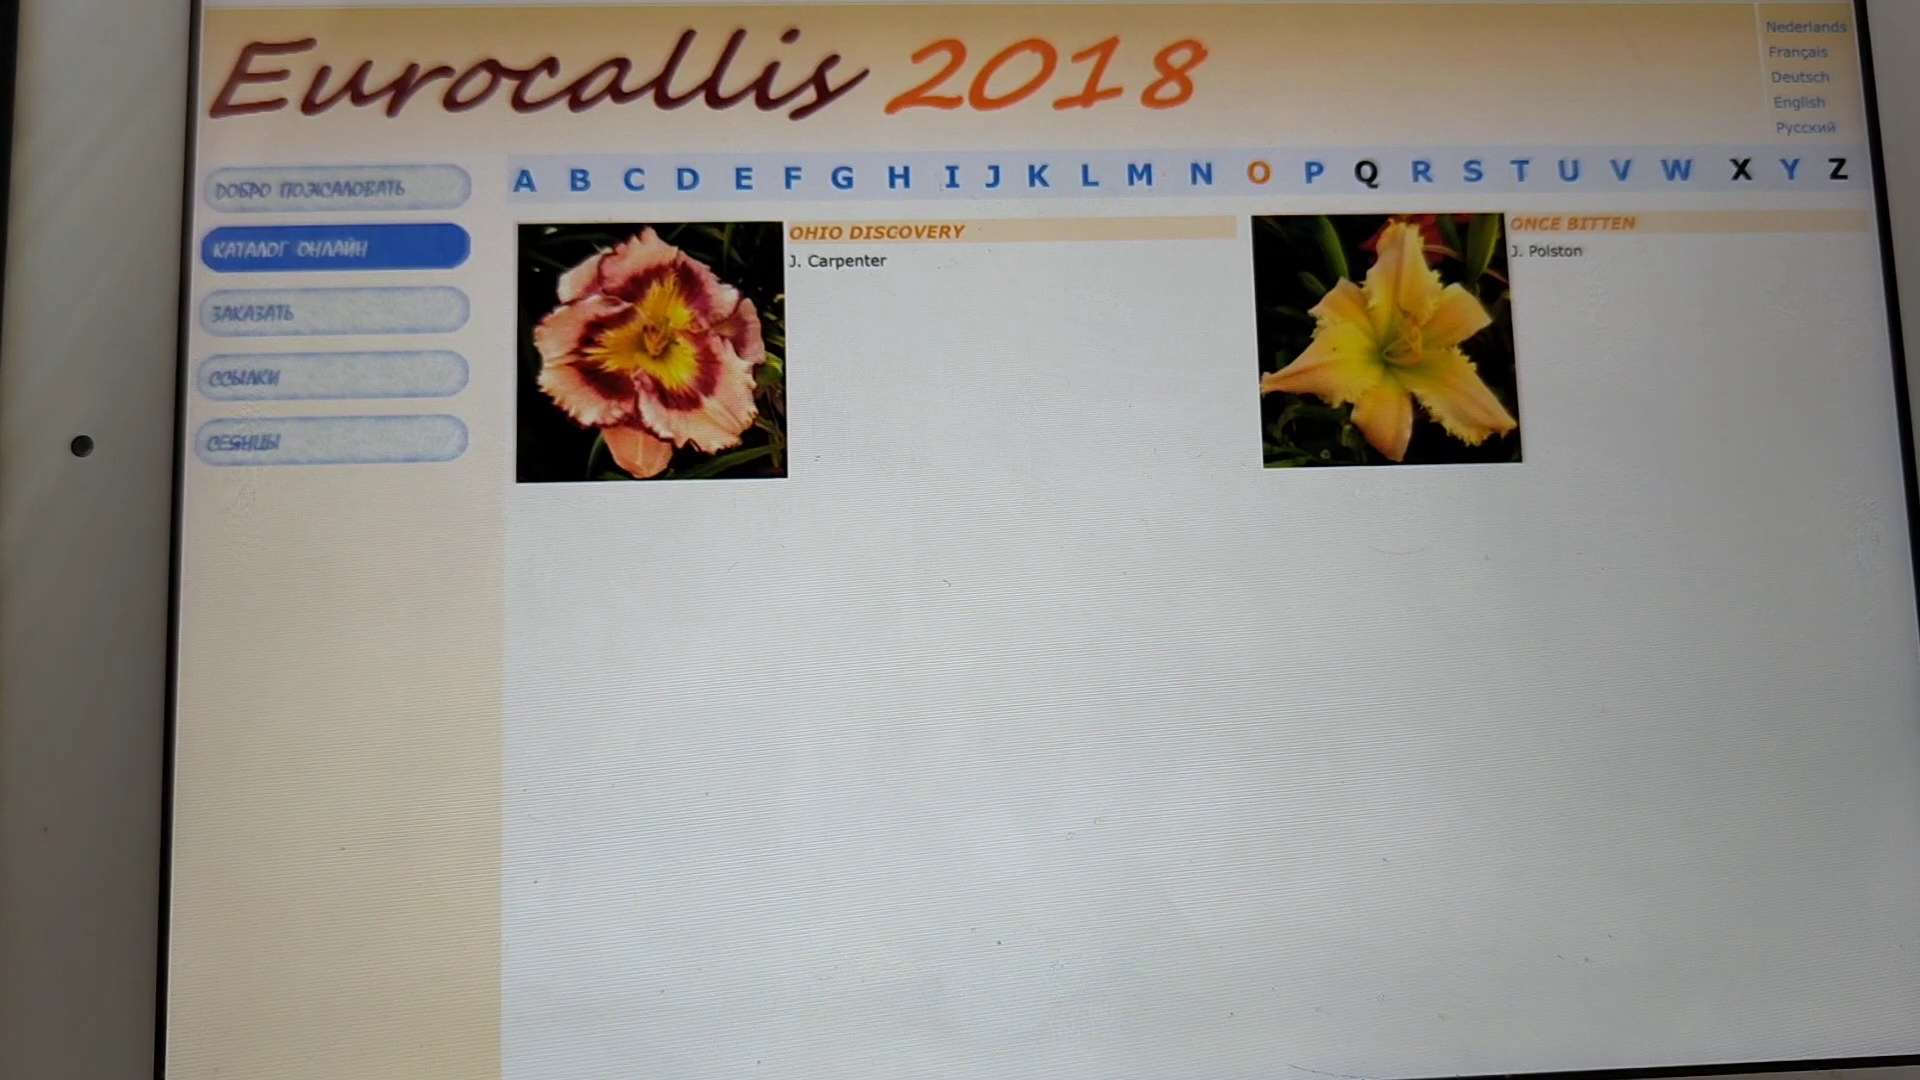 Eurocallis 2018
Nederlands
Français
Deutsch
English
Русский
ДОБРО ПОЖАЛОВАТЬ
КАТАЛОГ ОНЛАЙН
ЗАКАЗАТЬ
ССЫЛКИ
СЕЯНЦЫ
A B C D E F G H I J K L M N O P Q R S T U V W X Y Z
OHIO DISCOVERY
J. Carpenter
ONCE BITTEN
J. Polston